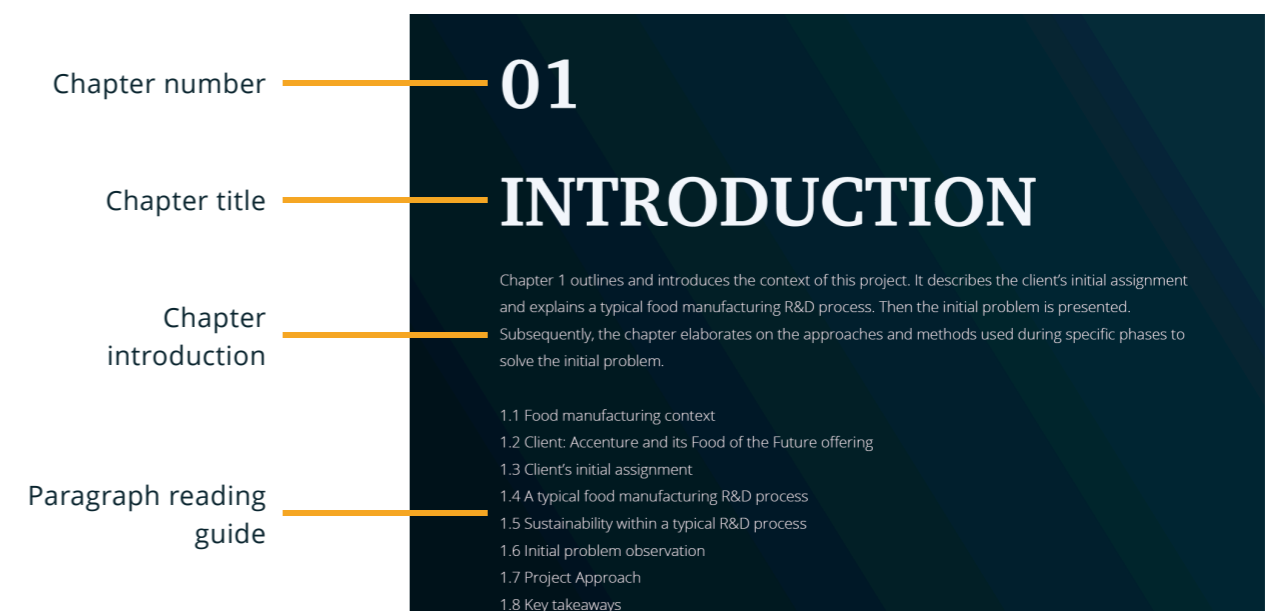 Chapter number
01
Chapter title
INTRODUCTION
Chapter
introduction
Chapter 1 outlines and introduces the context of this project. It describes the client’s initial assignment
and explains a typical food manufacturing R&D process. Then the initial problem is presented.
Subsequently, the chapter elaborates on the approaches and methods used during specific phases to
solve the initial problem.
Paragraph reading
guide
1.1 Food manufacturing context
1.2 Client: Accenture and its Food of the Future offering
1.3 Client’s initial assignment
1.4 A typical food manufacturing R&D process
1.5 Sustainability within a typical R&D process
1.6 Initial problem observation
1.7 Project Approach
1.8 Key takeaways